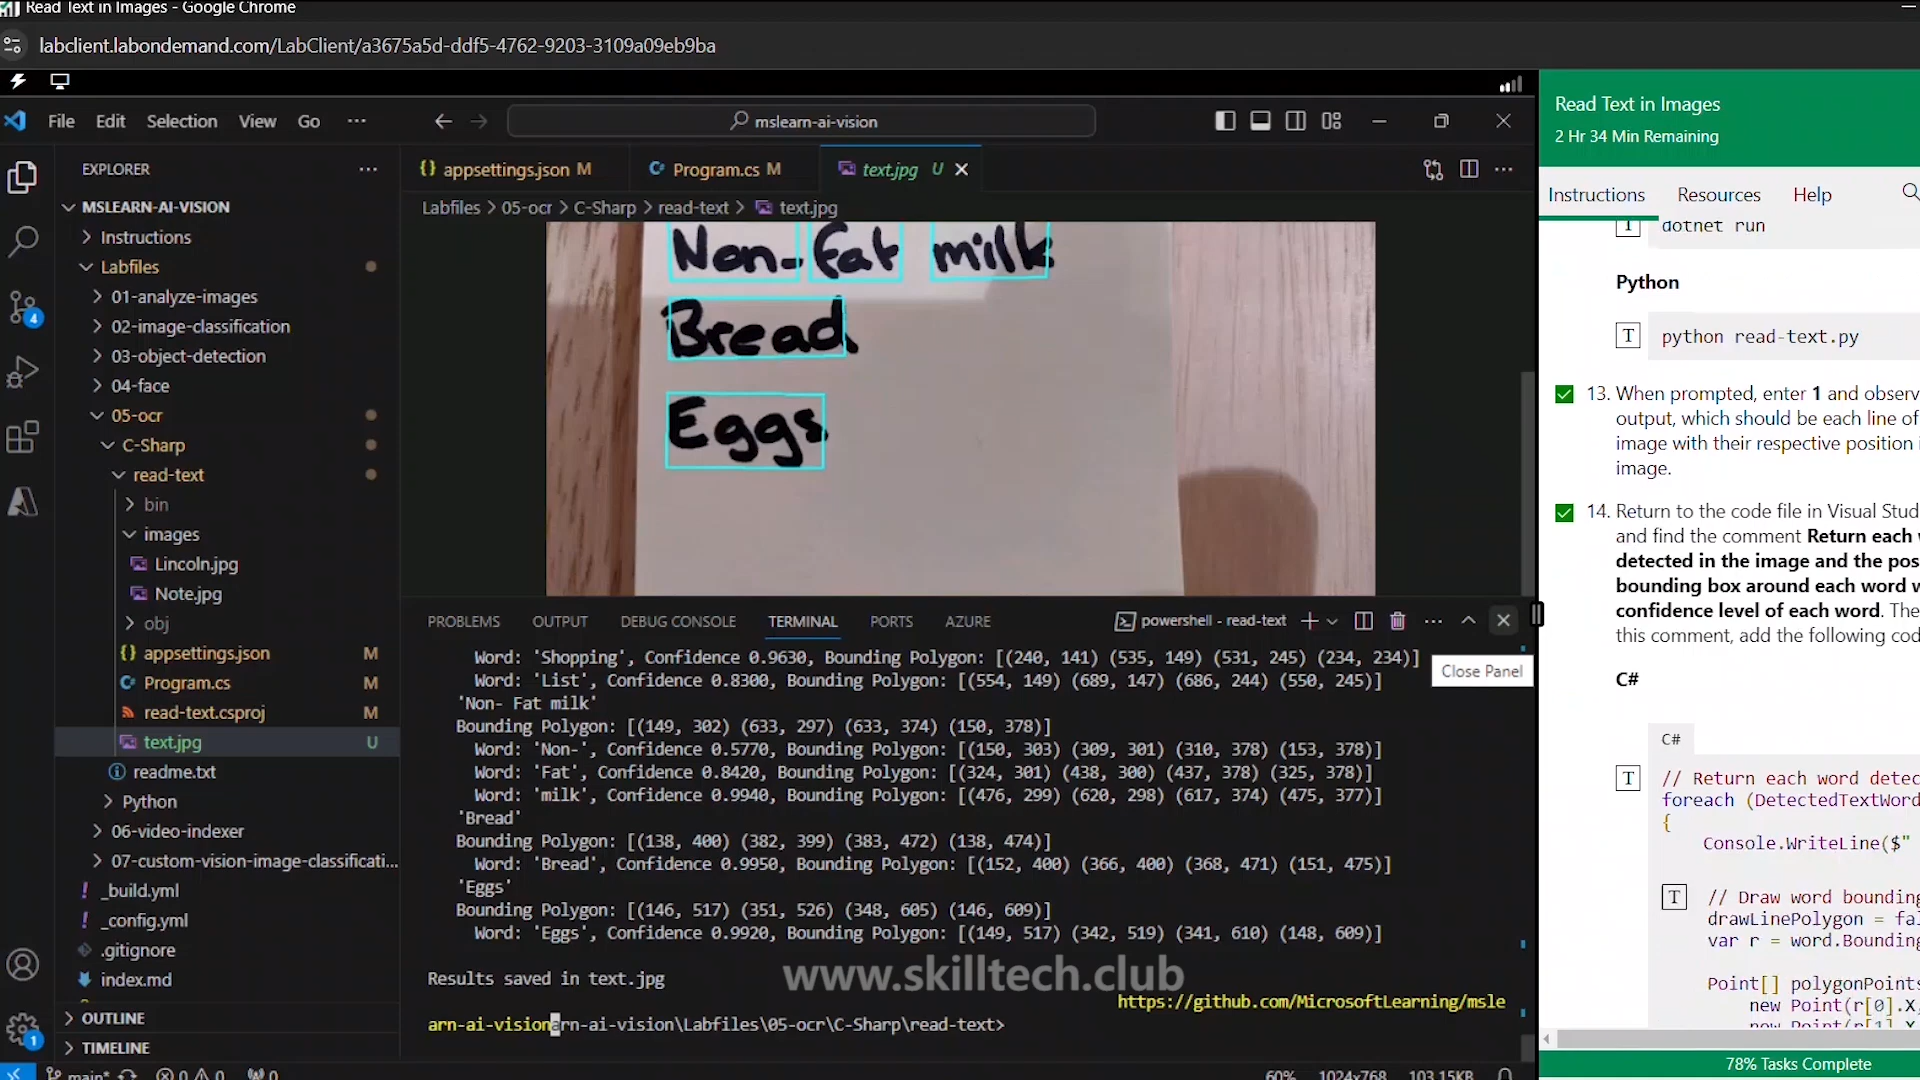 Read Text in Images - Google Chrome
labclient.labondemand.com/LabClient/a3675a5d-ddf5-4762-9203-3109a09eb9ba
File Edit Selection View Go ...
mslearn-ai-vision
EXPLORER
MSLEARN-AI-VISION
Instructions
Labfiles
01-analyze-images
02-image-classification
03-object-detection
04-face
05-ocr
C-Sharp
read-text
bin
images
Lincoln.jpg
Note.jpg
obj
appsettings.json M
Program.cs M
read-text.csproj M
text.jpg U
readme.txt
Python
06-video-indexer
07-custom-vision-image-classificati...
_build.yml
_config.yml
.gitignore
index.md
OUTLINE
TIMELINE
appsettings.json M Program.cs M text.jpg U
Labfiles > 05-ocr > C-Sharp > read-text > text.jpg
Non-Fat milk
Bread
Eggs
PROBLEMS OUTPUT DEBUG CONSOLE TERMINAL PORTS AZURE powershell - read-text
Close Panel
Word: 'Shopping', Confidence 0.9630, Bounding Polygon: [(240, 141) (535, 149) (531, 245) (234, 234)]
Word: 'List', Confidence 0.8300, Bounding Polygon: [(554, 149) (689, 147) (686, 244) (550, 245)]
'Non- Fat milk'
Bounding Polygon: [(149, 302) (633, 297) (633, 374) (150, 378)]
Word: 'Non-', Confidence 0.5770, Bounding Polygon: [(150, 303) (309, 301) (310, 378) (153, 378)]
Word: 'Fat', Confidence 0.8420, Bounding Polygon: [(324, 301) (438, 300) (437, 378) (325, 378)]
Word: 'milk', Confidence 0.9940, Bounding Polygon: [(476, 299) (620, 298) (617, 374) (475, 377)]
'Bread'
Bounding Polygon: [(138, 400) (382, 399) (383, 472) (138, 474)]
Word: 'Bread', Confidence 0.9950, Bounding Polygon: [(152, 400) (366, 400) (368, 471) (151, 475)]
'Eggs'
Bounding Polygon: [(146, 517) (351, 526) (348, 605) (146, 609)]
Word: 'Eggs', Confidence 0.9920, Bounding Polygon: [(149, 517) (342, 519) (341, 610) (148, 609)]
Results saved in text.jpg
www.skilltech.club
https://github.com/MicrosoftLearning/msle
arn-ai-visionarn-ai-vision\Labfiles\05-ocr\C-Sharp\read-text>
60% 1024x768 103.15KB
Read Text in Images
2 Hr 34 Min Remaining
Instructions Resources Help
dotnet run
Python
python read-text.py
13. When prompted, enter 1 and observ
output, which should be each line of
image with their respective position i
image.
14. Return to the code file in Visual Stud
and find the comment Return each w
detected in the image and the pos
bounding box around each word w
confidence level of each word. The
this comment, add the following cod
C#
C#
// Return each word detec
foreach (DetectedTextWord
{
Console.WriteLine($"
// Draw word bounding
drawLinePolygon = fal
var r = word.Bounding
Point[] polygonPoints
new Point(r[0].X,
78% Tasks Complete